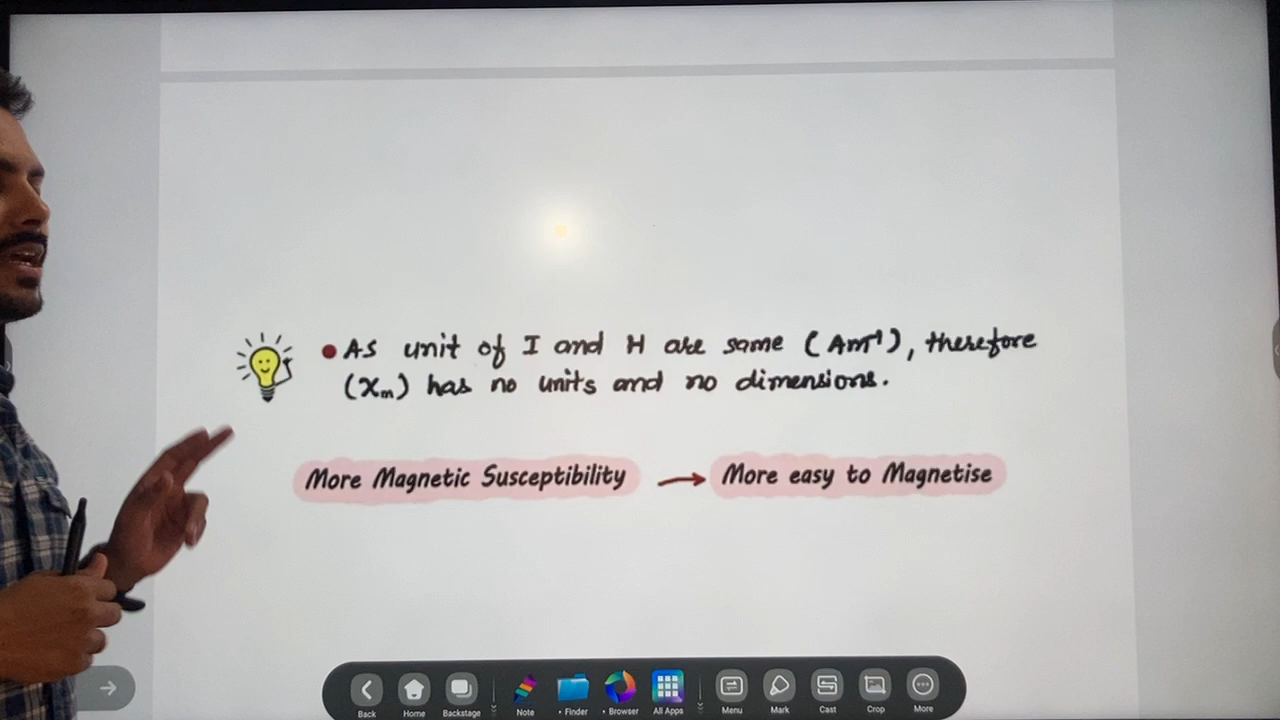 • As unit of I and H are same (Am⁻¹), therefore
(χₘ) has no units and no dimensions.
More Magnetic Susceptibility → More easy to Magnetise
Back Home Backstage Note • Finder • Browser All Apps Menu Mark Cast Crop More